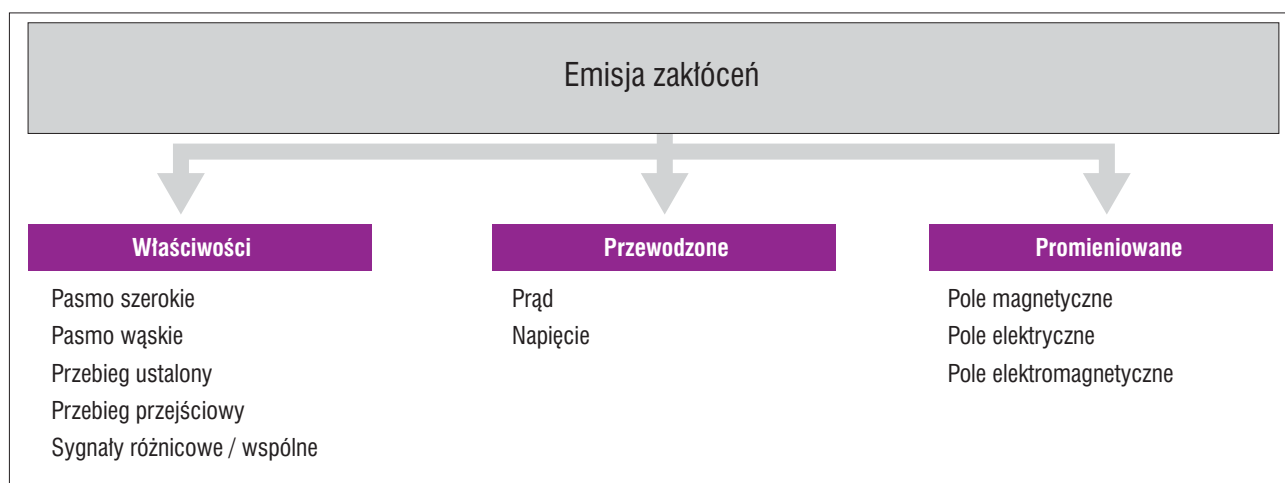 Emisja zakłóceń
Właściwości
Pasmo szerokie
Pasmo wąskie
Przebieg ustalony
Przebieg przejściowy
Sygnały różnicowe / wspólne
Przewodzone
Prąd
Napięcie
Promieniowane
Pole magnetyczne
Pole elektryczne
Pole elektromagnetyczne